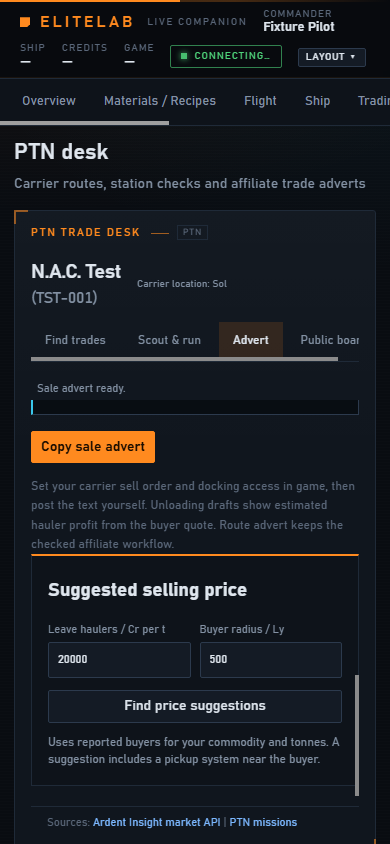 ELITELAB LIVE COMPANION
COMMANDER
Fixture Pilot
SHIP
—
CREDITS
—
GAME
—
CONNECTING…
LAYOUT ▼
Overview Materials / Recipes Flight Ship
PTN desk
Carrier routes, station checks and affiliate trade adverts
PTN TRADE DESK — PTN
N.A.C. Test
(TST-001)
Carrier location: Sol
Find trades Scout & run Advert Public
Sale advert ready.
Copy sale advert
Set your carrier sell order and docking access in game, then
post the text yourself. Unloading drafts show estimated
hauler profit from the buyer quote. Route advert keeps the
checked affiliate workflow.
Suggested selling price
Leave haulers / Cr per t
20000
Buyer radius / Ly
500
Find price suggestions
Uses reported buyers for your commodity and tonnes. A
suggestion includes a pickup system near the buyer.
Sources: Ardent Insight market API | PTN missions